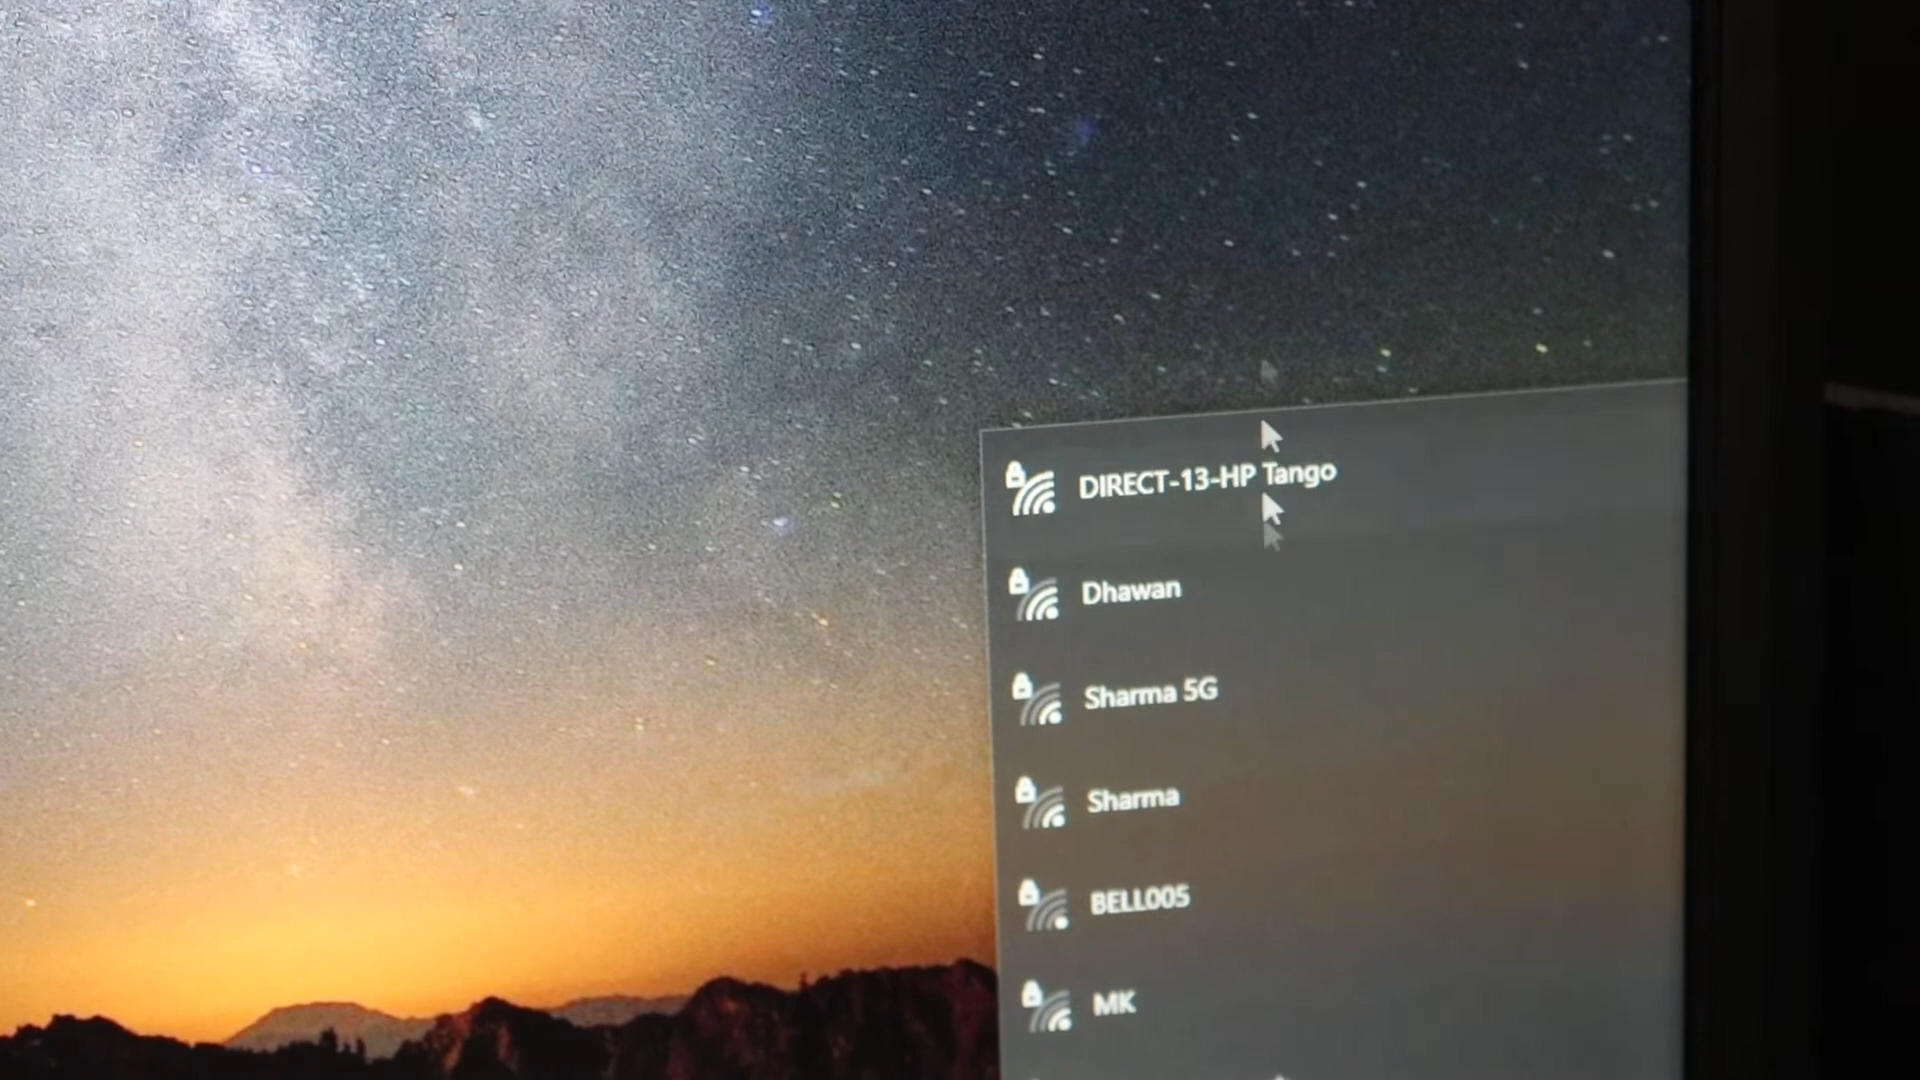 DIRECT-13-HP Tango
Dhawan
Sharma 5G
Sharma
BELL005
MK